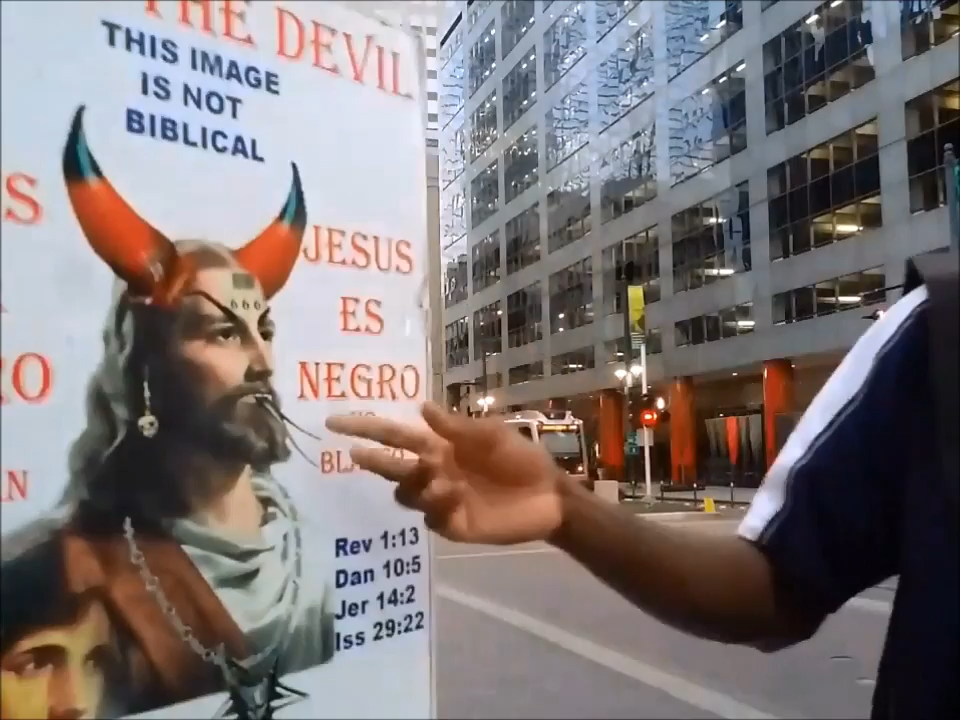 THE DEVIL
THIS IMAGE
IS NOT
BIBLICAL
JESUS
ES
NEGRO
Rev 1:13
Dan 10:5
Jer 14:2
Iss 29:22
666